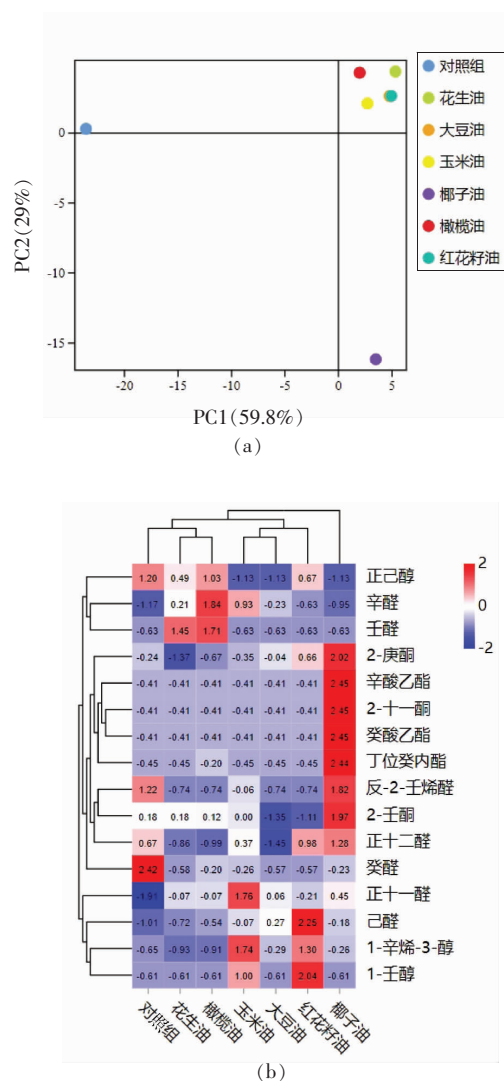 对照组
花生油
大豆油
玉米油
椰子油
橄榄油
红花籽油
PC2(29%)
0
-5
-10
-15
-20 -15 -10 -5 0 5
PC1(59.8%)
(a)
1.20 0.49 1.03 -1.13 -1.13 0.67 -1.13 正己醇
-1.17 0.21 1.84 0.93 -0.23 -0.63 -0.95 辛醛
-0.63 1.45 1.71 -0.63 -0.63 -0.63 -0.63 壬醛
-0.24 -1.37 -0.67 -0.35 -0.04 0.66 2.02 2-庚酮
-0.41 -0.41 -0.41 -0.41 -0.41 -0.41 2.45 辛酸乙酯
-0.41 -0.41 -0.41 -0.41 -0.41 -0.41 2.45 2-十一酮
-0.41 -0.41 -0.41 -0.41 -0.41 -0.41 2.45 癸酸乙酯
-0.45 -0.45 -0.20 -0.45 -0.45 -0.45 2.44 丁位癸内酯
1.22 -0.74 -0.74 -0.06 -0.74 -0.74 1.82 反-2-壬烯醛
0.18 0.18 0.12 0.00 -1.35 -1.11 1.97 2-壬酮
0.67 -0.86 -0.99 0.37 -1.45 0.98 1.28 正十二醛
2.42 -0.58 -0.20 -0.26 -0.57 -0.57 -0.23 癸醛
-1.91 -0.07 -0.07 1.76 0.06 -0.21 0.45 正十一醛
-1.01 -0.72 -0.54 -0.07 0.27 2.25 -0.18 己醛
-0.65 -0.93 -0.91 1.74 -0.29 1.30 -0.26 1-辛烯-3-醇
-0.61 -0.61 -0.61 1.00 -0.61 2.04 -0.61 1-壬醇
对照组 花生油 橄榄油 玉米油 大豆油 红花籽油 椰子油
2
0
-2
(b)